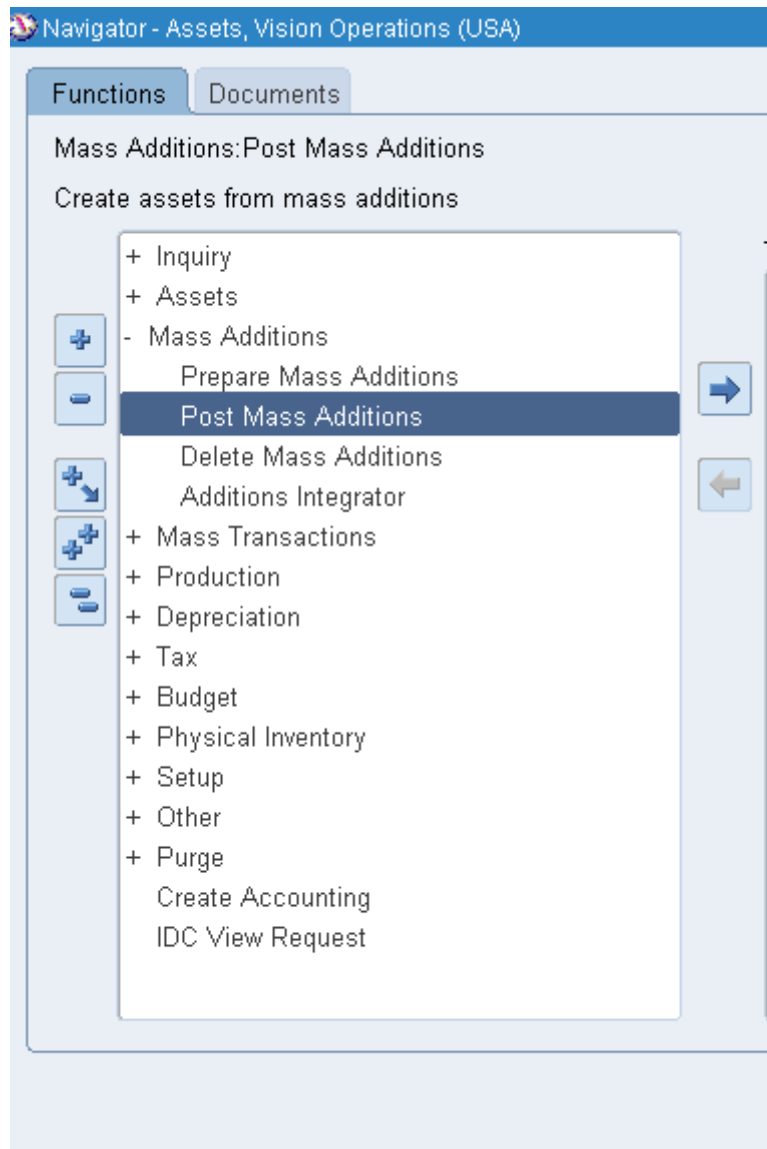 Navigator - Assets, Vision Operations (USA)
Functions Documents
Mass Additions:Post Mass Additions
Create assets from mass additions
+ Inquiry
+ Assets
- Mass Additions
Prepare Mass Additions
Post Mass Additions
Delete Mass Additions
Additions Integrator
+ Mass Transactions
+ Production
+ Depreciation
+ Tax
+ Budget
+ Physical Inventory
+ Setup
+ Other
+ Purge
Create Accounting
IDC View Request